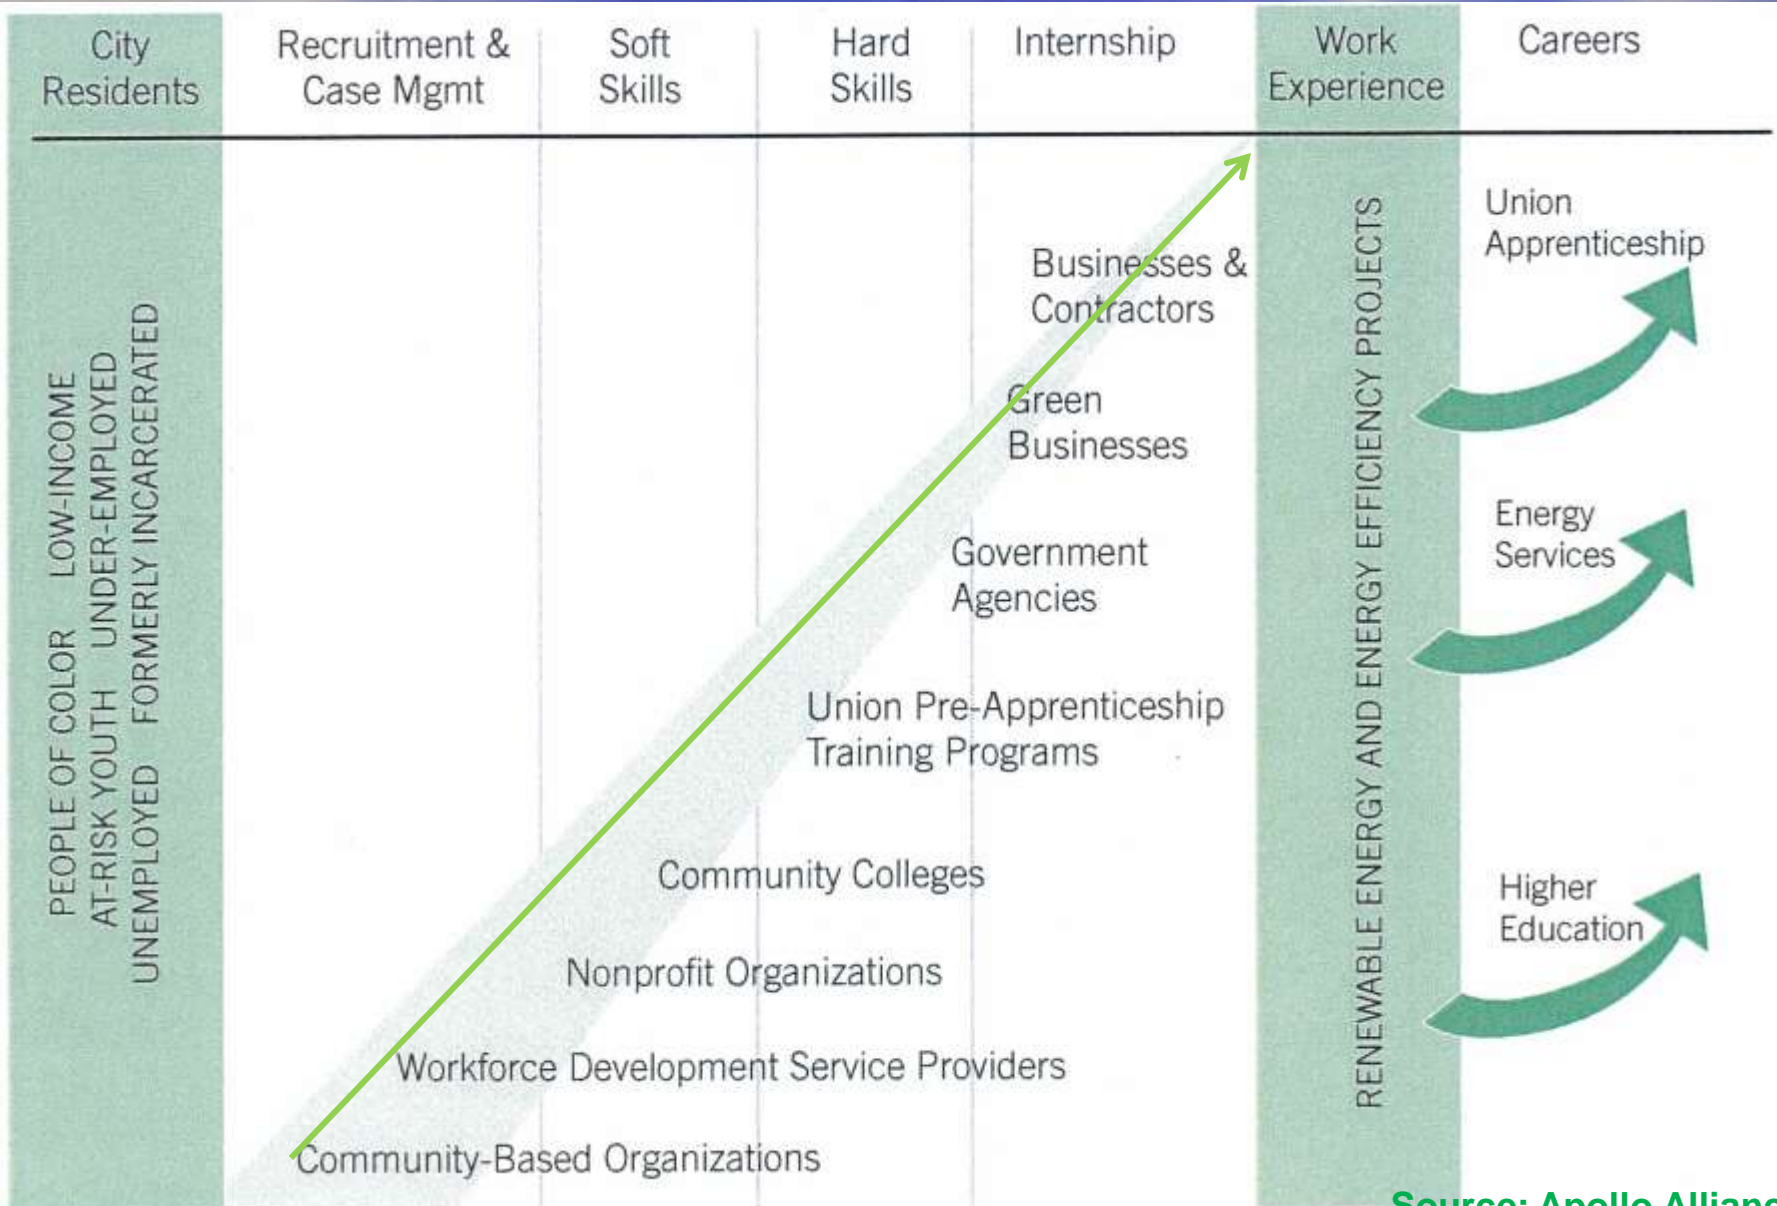 City
Residents
Recruitment &
Case Mgmt
Soft
Skills
Hard
Skills
Internship
Work
Experience
Careers
PEOPLE OF COLOR LOW-INCOME
AT-RISK YOUTH UNDER-EMPLOYED
UNEMPLOYED FORMERLY INCARCERATED
Businesses &
Contractors
Green
Businesses
Government
Agencies
Union Pre-Apprenticeship
Training Programs
Community Colleges
Nonprofit Organizations
Workforce Development Service Providers
Community-Based Organizations
RENEWABLE ENERGY AND ENERGY EFFICIENCY PROJECTS
Union
Apprenticeship
Energy
Services
Higher
Education
Source: Apollo Allianc